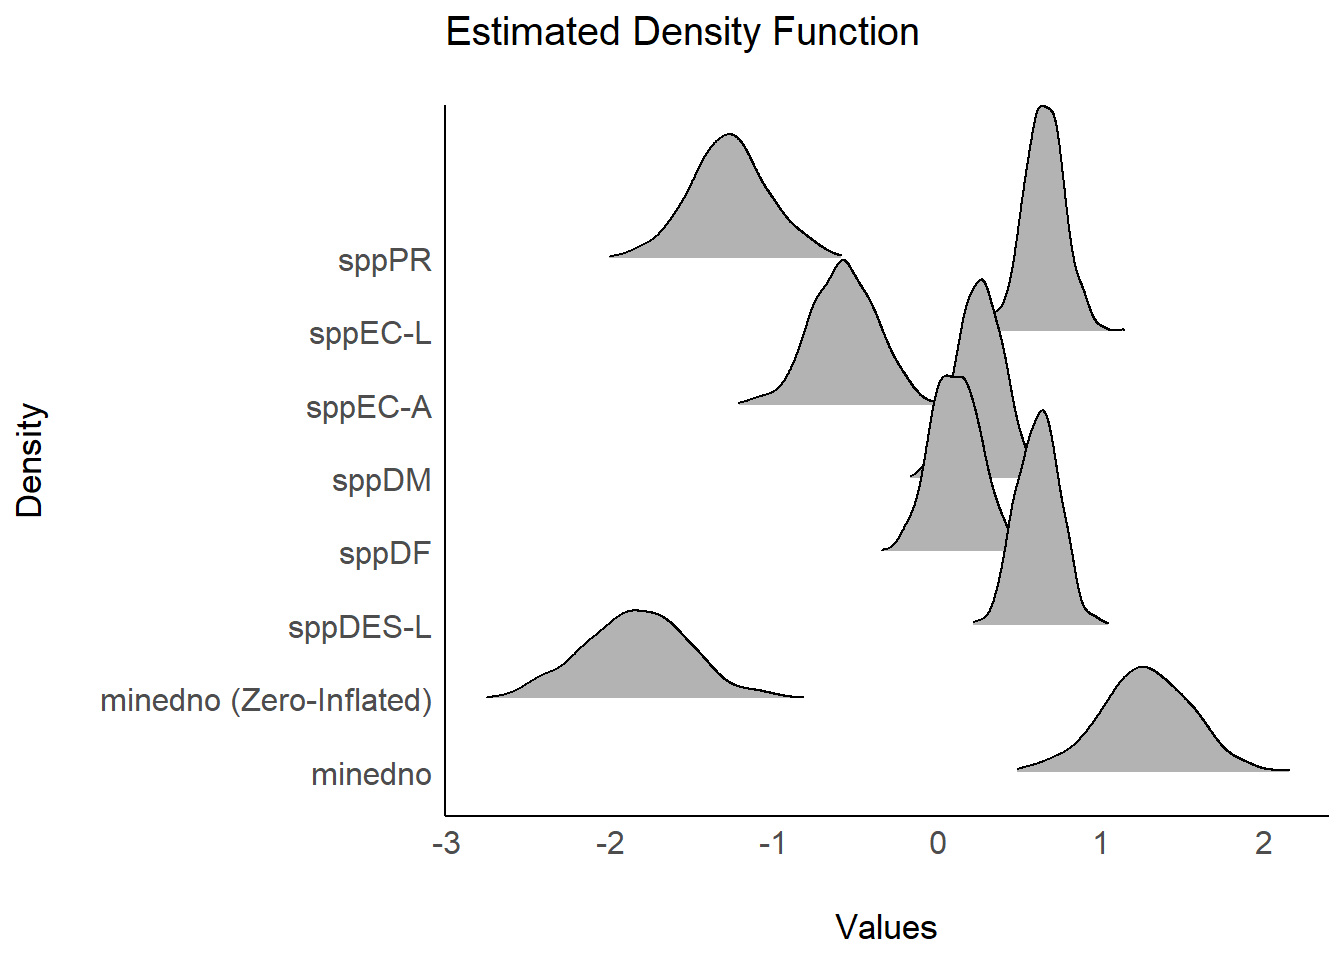 Estimated Density Function
Density
sppPR
sppEC-L
sppEC-A
sppDM
sppDF
sppDES-L
minedno (Zero-Inflated)
minedno
-3 -2 -1 0 1 2
Values